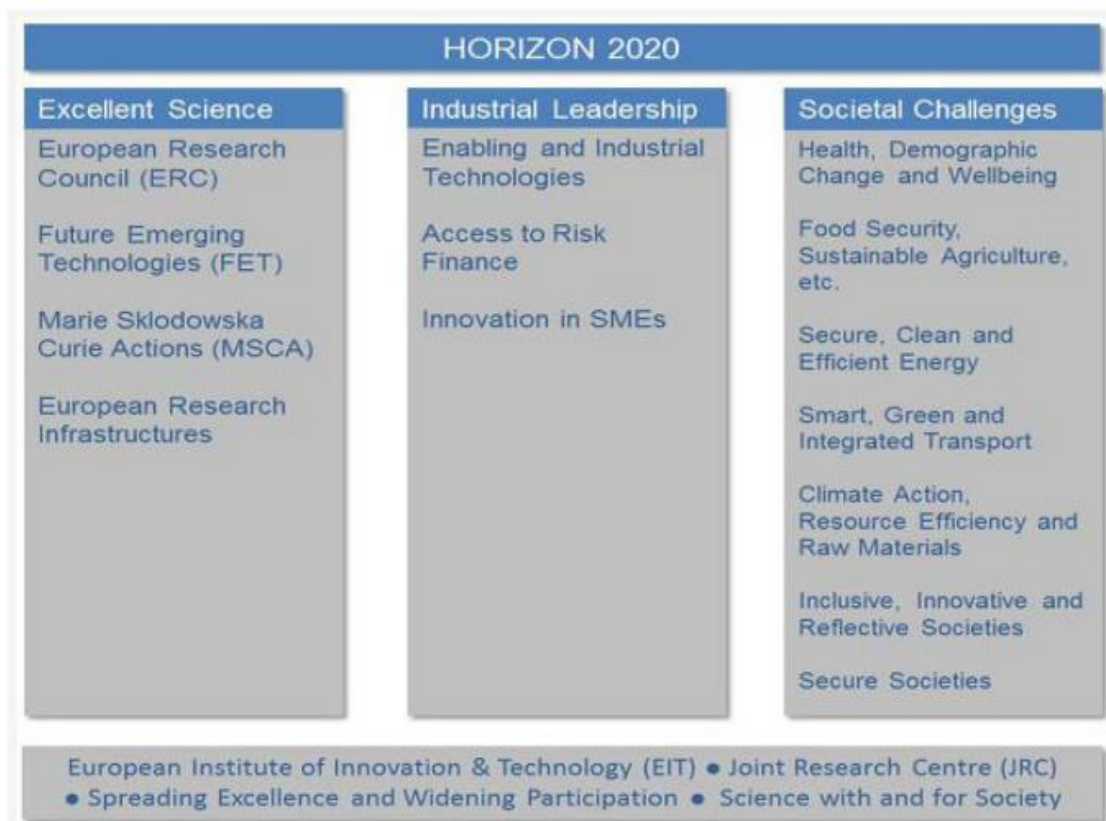 HORIZON 2020
Excellent Science
European Research
Council (ERC)
Future Emerging
Technologies (FET)
Marie Sklodowska
Curie Actions (MSCA)
European Research
Infrastructures
Industrial Leadership
Enabling and Industrial
Technologies
Access to Risk
Finance
Innovation in SMEs
Societal Challenges
Health, Demographic
Change and Wellbeing
Food Security,
Sustainable Agriculture,
etc.
Secure, Clean and
Efficient Energy
Smart, Green and
Integrated Transport
Climate Action,
Resource Efficiency and
Raw Materials
Inclusive, Innovative and
Reflective Societies
Secure Societies
European Institute of Innovation & Technology (EIT) ● Joint Research Centre (JRC)
● Spreading Excellence and Widening Participation ● Science with and for Society